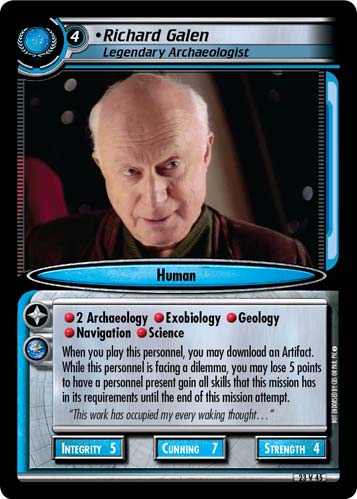 4
•Richard Galen
Legendary Archaeologist
Human
2 Archaeology Exobiology Geology
Navigation Science
When you play this personnel, you may download an Artifact.
While this personnel is facing a dilemma, you may lose 5 points
to have a personnel present gain all skills that this mission has
in its requirements until the end of this mission attempt.
"This work has occupied my every waking thought…"
INTEGRITY 5 CUNNING 7 STRENGTH 4
23 V 45